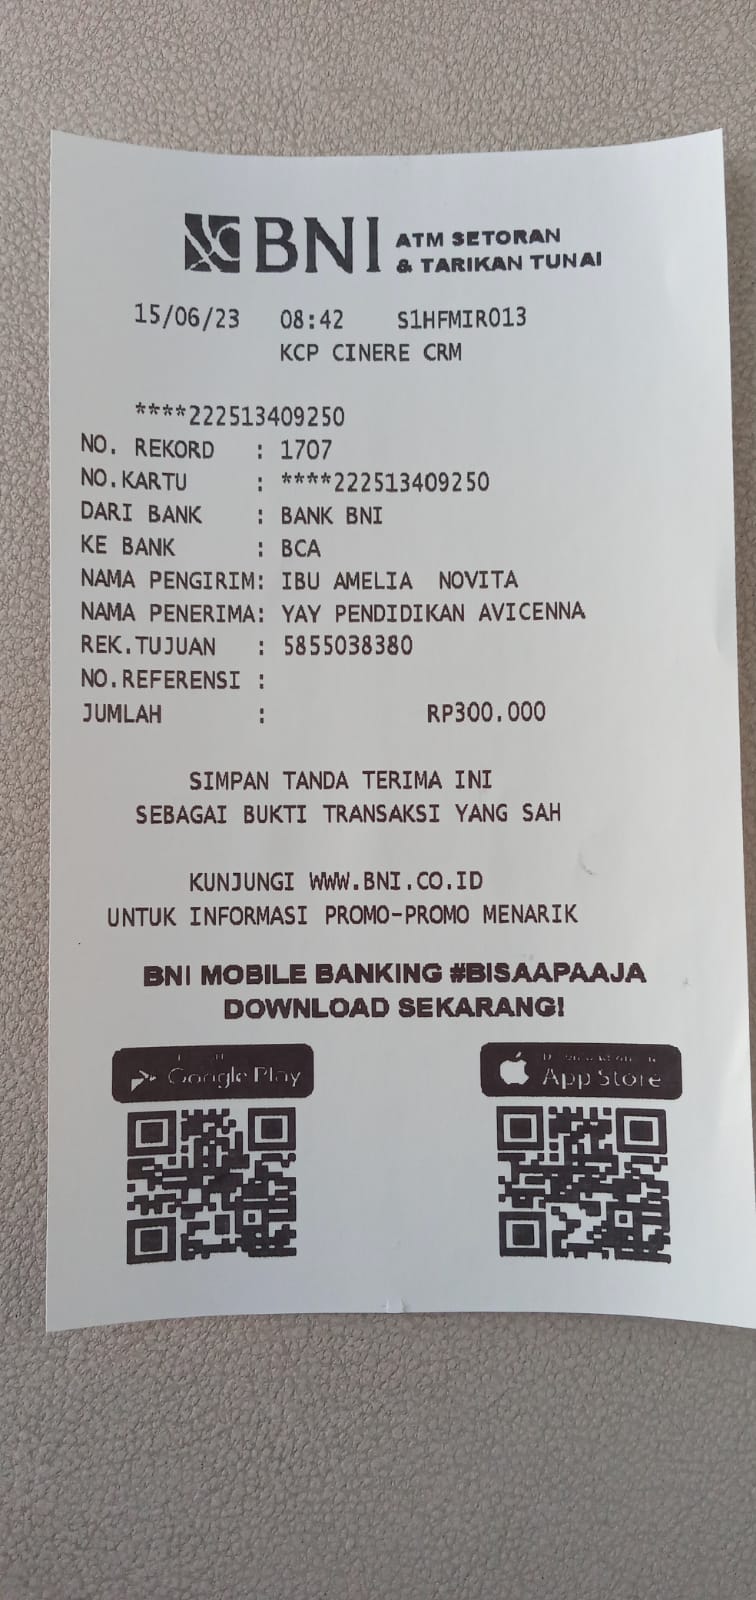 BNI ATM SETORAN
& TARIKAN TUNAI
15/06/23 08:42 S1HFMIR013
KCP CINERE CRM
****222513409250
NO. REKORD : 1707
NO.KARTU : ****222513409250
DARI BANK : BANK BNI
KE BANK : BCA
NAMA PENGIRIM: IBU AMELIA NOVITA
NAMA PENERIMA: YAY PENDIDIKAN AVICENNA
REK.TUJUAN : 5855038380
NO.REFERENSI :
JUMLAH : RP300.000
SIMPAN TANDA TERIMA INI
SEBAGAI BUKTI TRANSAKSI YANG SAH
KUNJUNGI WWW.BNI.CO.ID
UNTUK INFORMASI PROMO-PROMO MENARIK
BNI MOBILE BANKING #BISAAPAAJA
DOWNLOAD SEKARANG!
Google Play
App Store